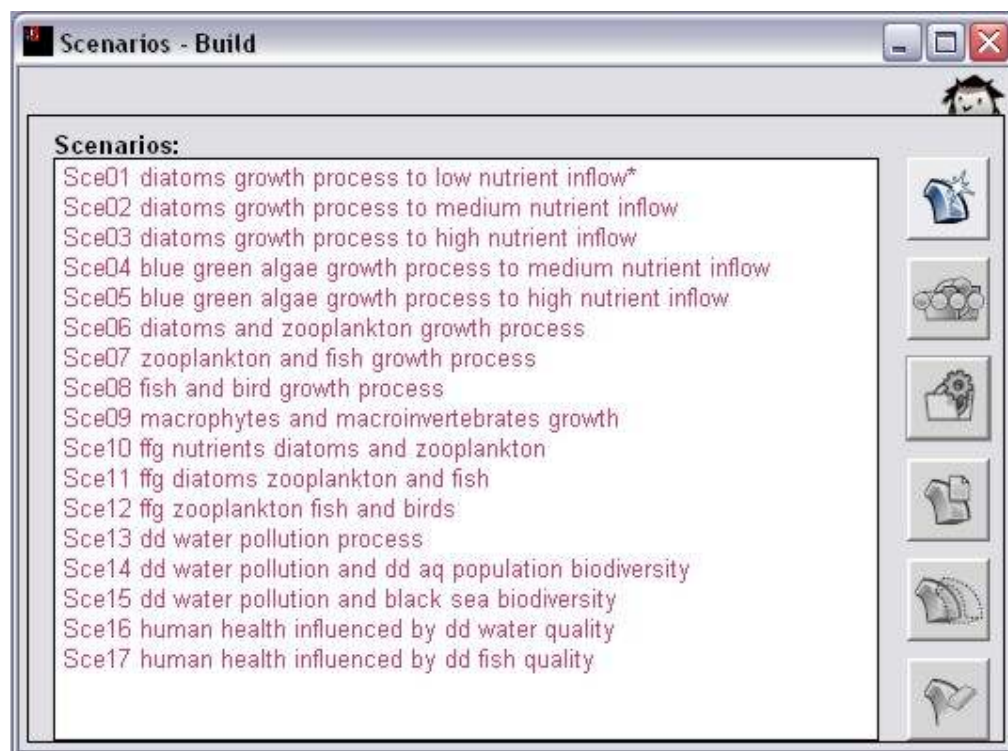 Scenarios - Build
Scenarios:
Sce01 diatoms growth process to low nutrient inflow*
Sce02 diatoms growth process to medium nutrient inflow
Sce03 diatoms growth process to high nutrient inflow
Sce04 blue green algae growth process to medium nutrient inflow
Sce05 blue green algae growth process to high nutrient inflow
Sce06 diatoms and zooplankton growth process
Sce07 zooplankton and fish growth process
Sce08 fish and bird growth process
Sce09 macrophytes and macroinvertebrates growth
Sce10 ffg nutrients diatoms and zooplankton
Sce11 ffg diatoms zooplankton and fish
Sce12 ffg zooplankton fish and birds
Sce13 dd water pollution process
Sce14 dd water pollution and dd aq population biodiversity
Sce15 dd water pollution and black sea biodiversity
Sce16 human health influenced by dd water quality
Sce17 human health influenced by dd fish quality